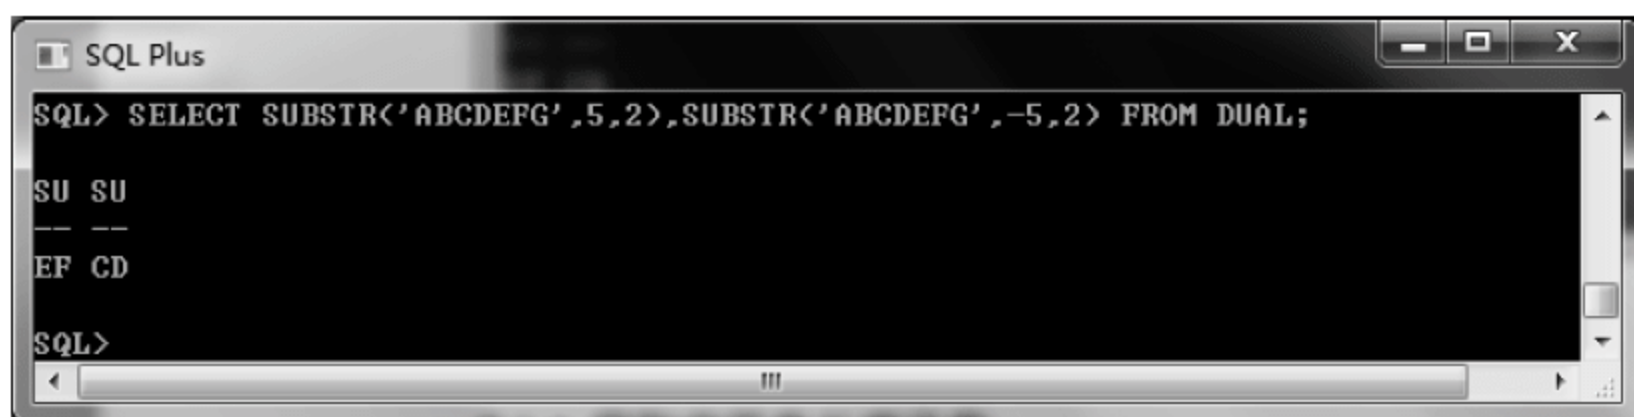 SQL Plus
SQL> SELECT SUBSTR('ABCDEFG',5,2),SUBSTR('ABCDEFG',-5,2) FROM DUAL;
SU SU
-- --
EF CD
SQL>